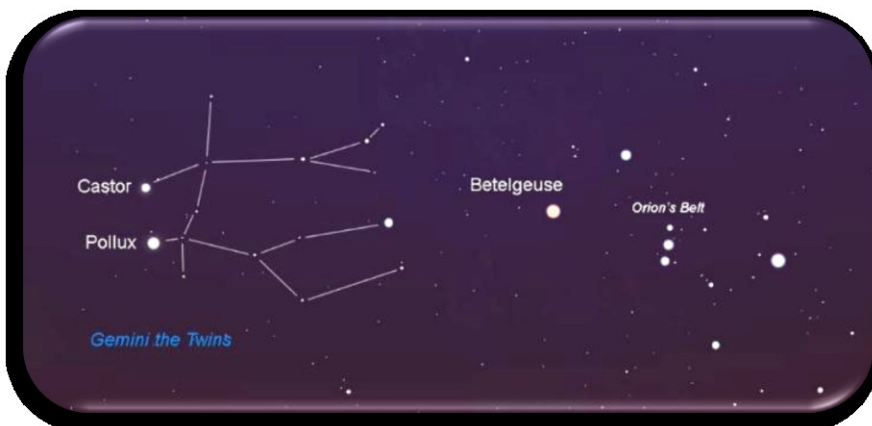 Castor
Betelgeuse
Orion's Belt
Pollux
Gemini the Twins